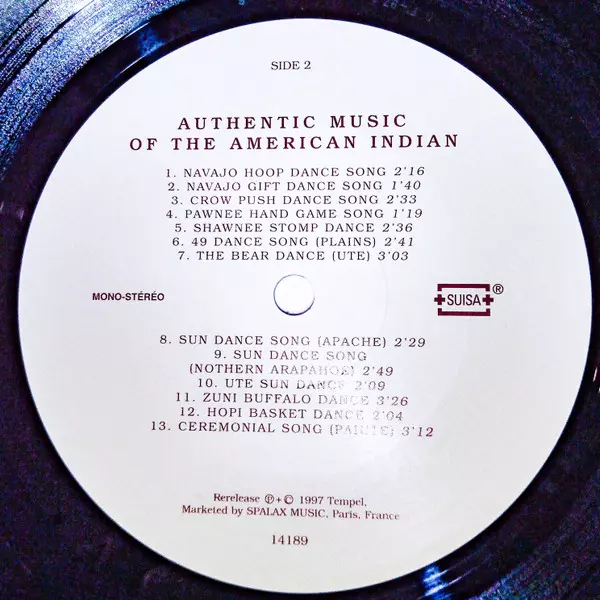 SIDE 2
AUTHENTIC MUSIC
OF THE AMERICAN INDIAN
1. NAVAJO HOOP DANCE SONG 2'16
2. NAVAJO GIFT DANCE SONG 1'40
3. CROW PUSH DANCE SONG 2'33
4. PAWNEE HAND GAME SONG 1'19
5. SHAWNEE STOMP DANCE 2'36
6. 49 DANCE SONG (PLAINS) 2'41
7. THE BEAR DANCE (UTE) 3'03
MONO-STÉRÉO
SUISA ®
8. SUN DANCE SONG (APACHE) 2'29
9. SUN DANCE SONG
(NOTHERN ARAPAHOE) 2'49
10. UTE SUN DANCE 2'09
11. ZUNI BUFFALO DANCE 3'26
12. HOPI BASKET DANCE 2'04
13. CEREMONIAL SONG (PAIUTE) 3'12
Rerelease ℗+© 1997 Tempel,
Marketed by SPALAX MUSIC, Paris, France
14189